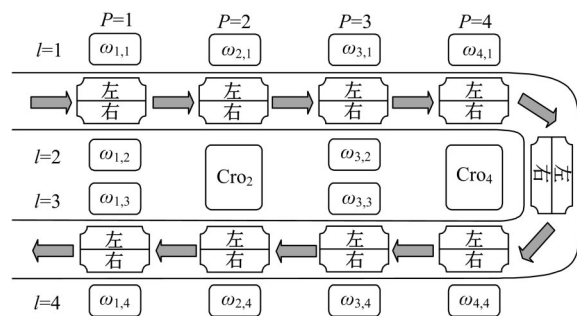 P=1 P=2 P=3 P=4
l=1 ω1,1 ω2,1 ω3,1 ω4,1
左 左 左 左
右 右 右 右
l=2 ω1,2 Cro2 ω3,2 Cro4 左
右
l=3 ω1,3 ω3,3
左 左 左 左
右 右 右 右
l=4 ω1,4 ω2,4 ω3,4 ω4,4